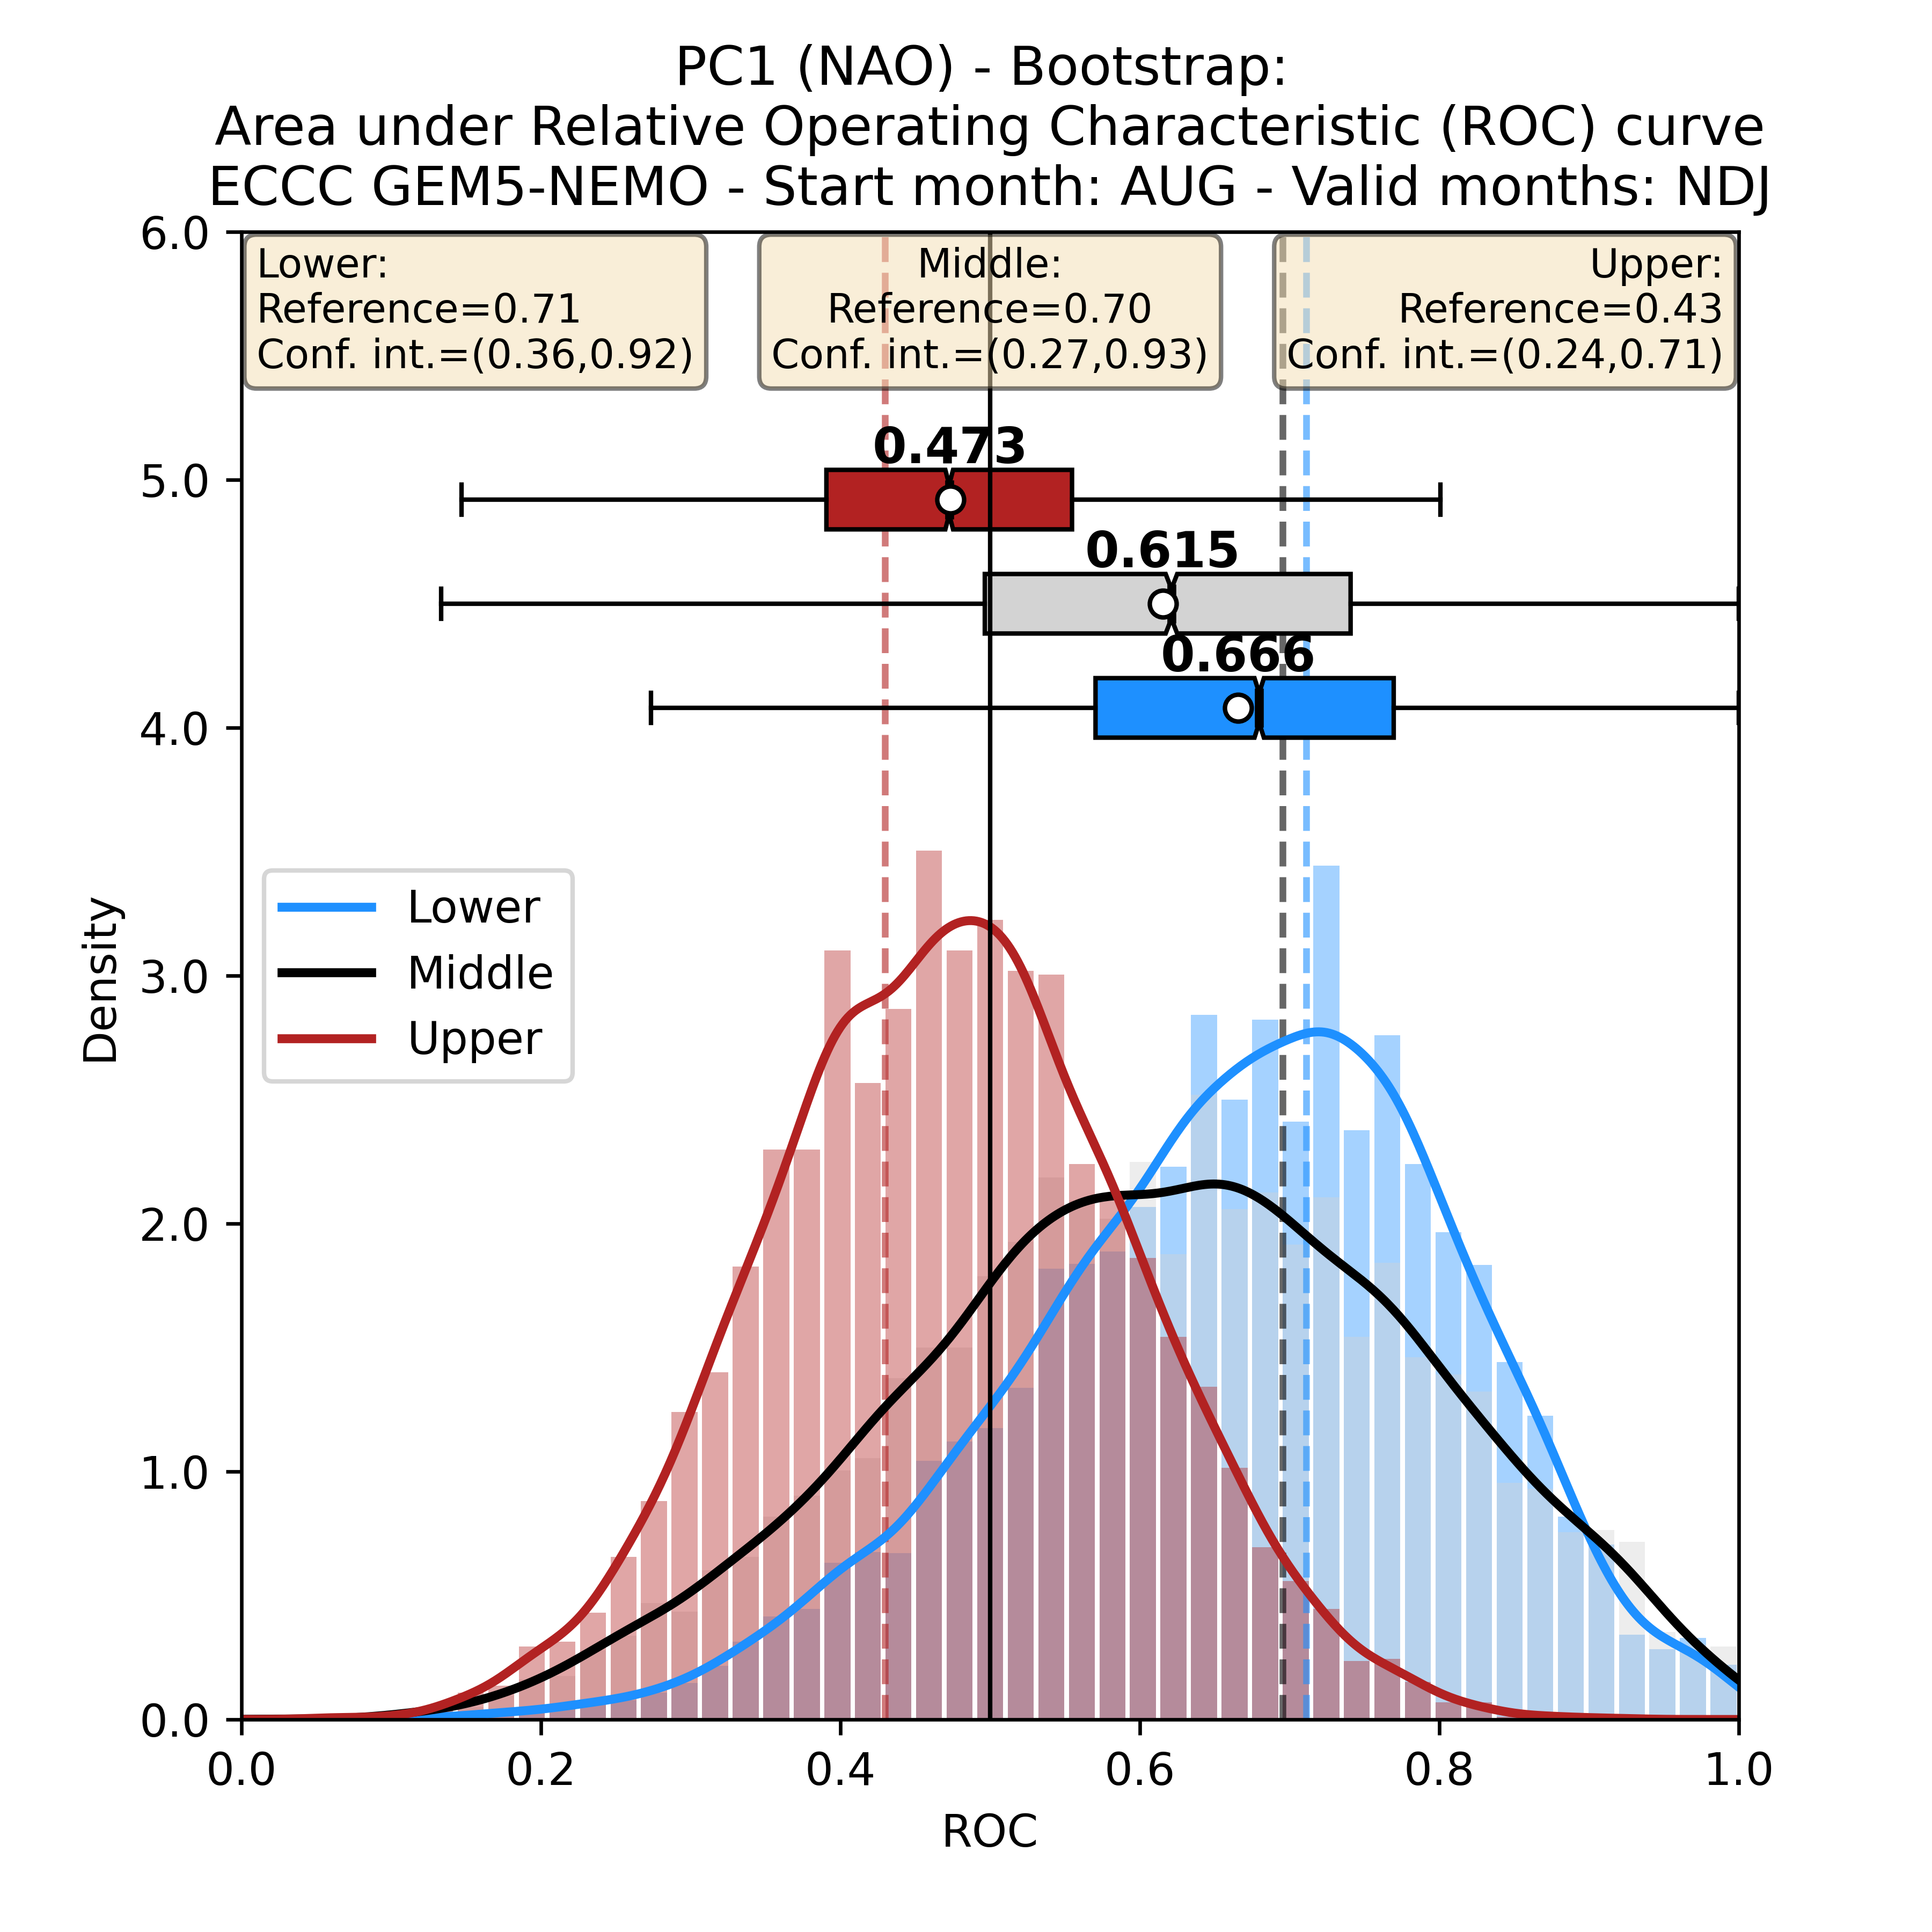 PC1 (NAO) - Bootstrap:
Area under Relative Operating Characteristic (ROC) curve
ECCC GEM5-NEMO - Start month: AUG - Valid months: NDJ
Lower:
Reference=0.71
Conf. int.=(0.36,0.92)
Middle:
Reference=0.70
Conf. int.=(0.27,0.93)
Upper:
Reference=0.43
Conf. int.=(0.24,0.71)
0.473
0.615
0.666
Lower
Middle
Upper
Density
6.0
5.0
4.0
3.0
2.0
1.0
0.0
0.0
0.2
0.4
0.6
0.8
1.0
ROC